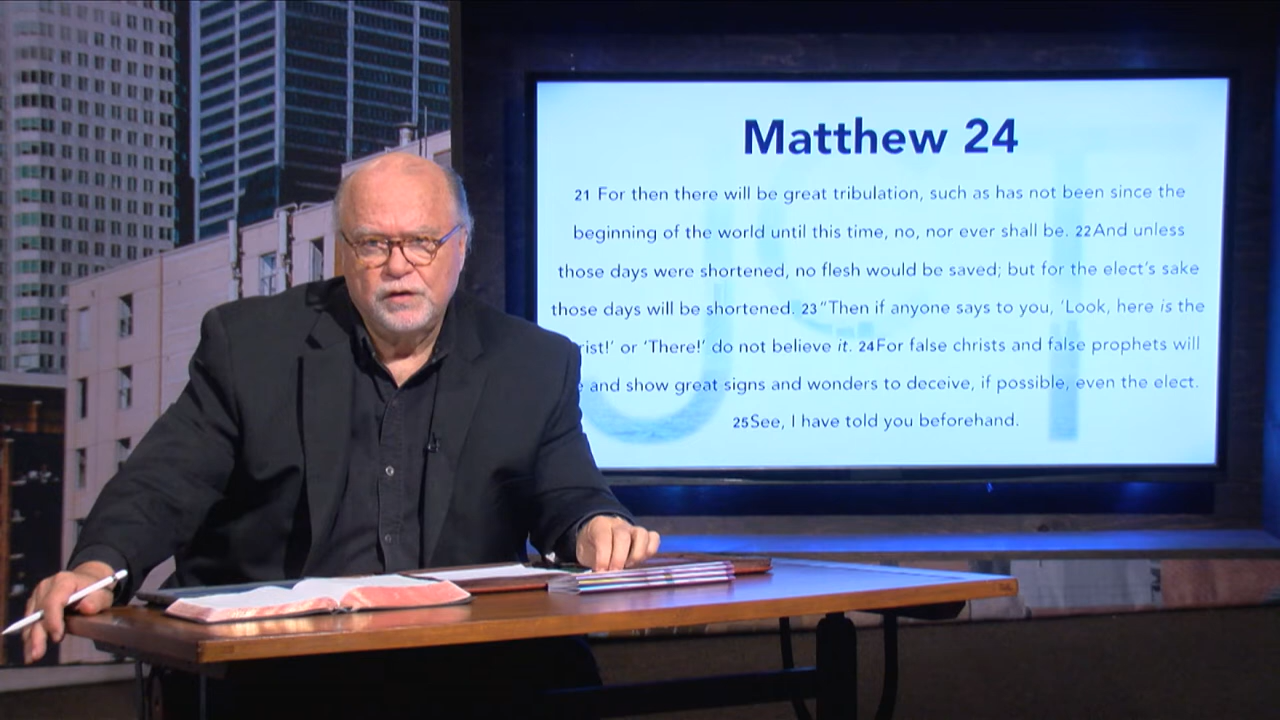 Matthew 24
21 For then there will be great tribulation, such as has not been since the
beginning of the world until this time, no, nor ever shall be. 22And unless
those days were shortened, no flesh would be saved; but for the elect's sake
those days will be shortened. 23"Then if anyone says to you, 'Look, here is the
rist!' or 'There!' do not believe it. 24For false christs and false prophets will
and show great signs and wonders to deceive, if possible, even the elect.
25See, I have told you beforehand.